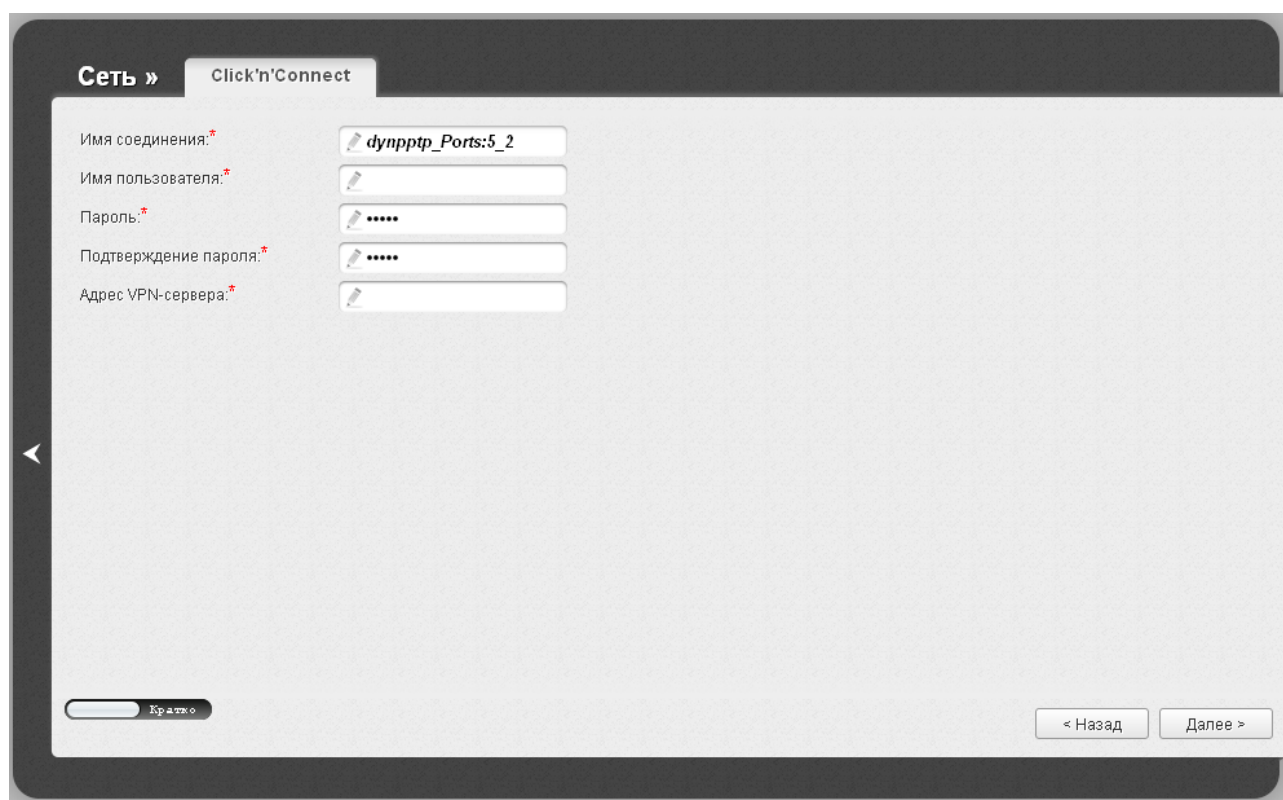 Сеть »
Click'n'Connect
Имя соединения:*
dynpptp_Ports:5_2
Имя пользователя:*
Пароль:*
•••••
Подтверждение пароля:*
•••••
Адрес VPN-сервера:*
Кратко
< Назад
Далее >